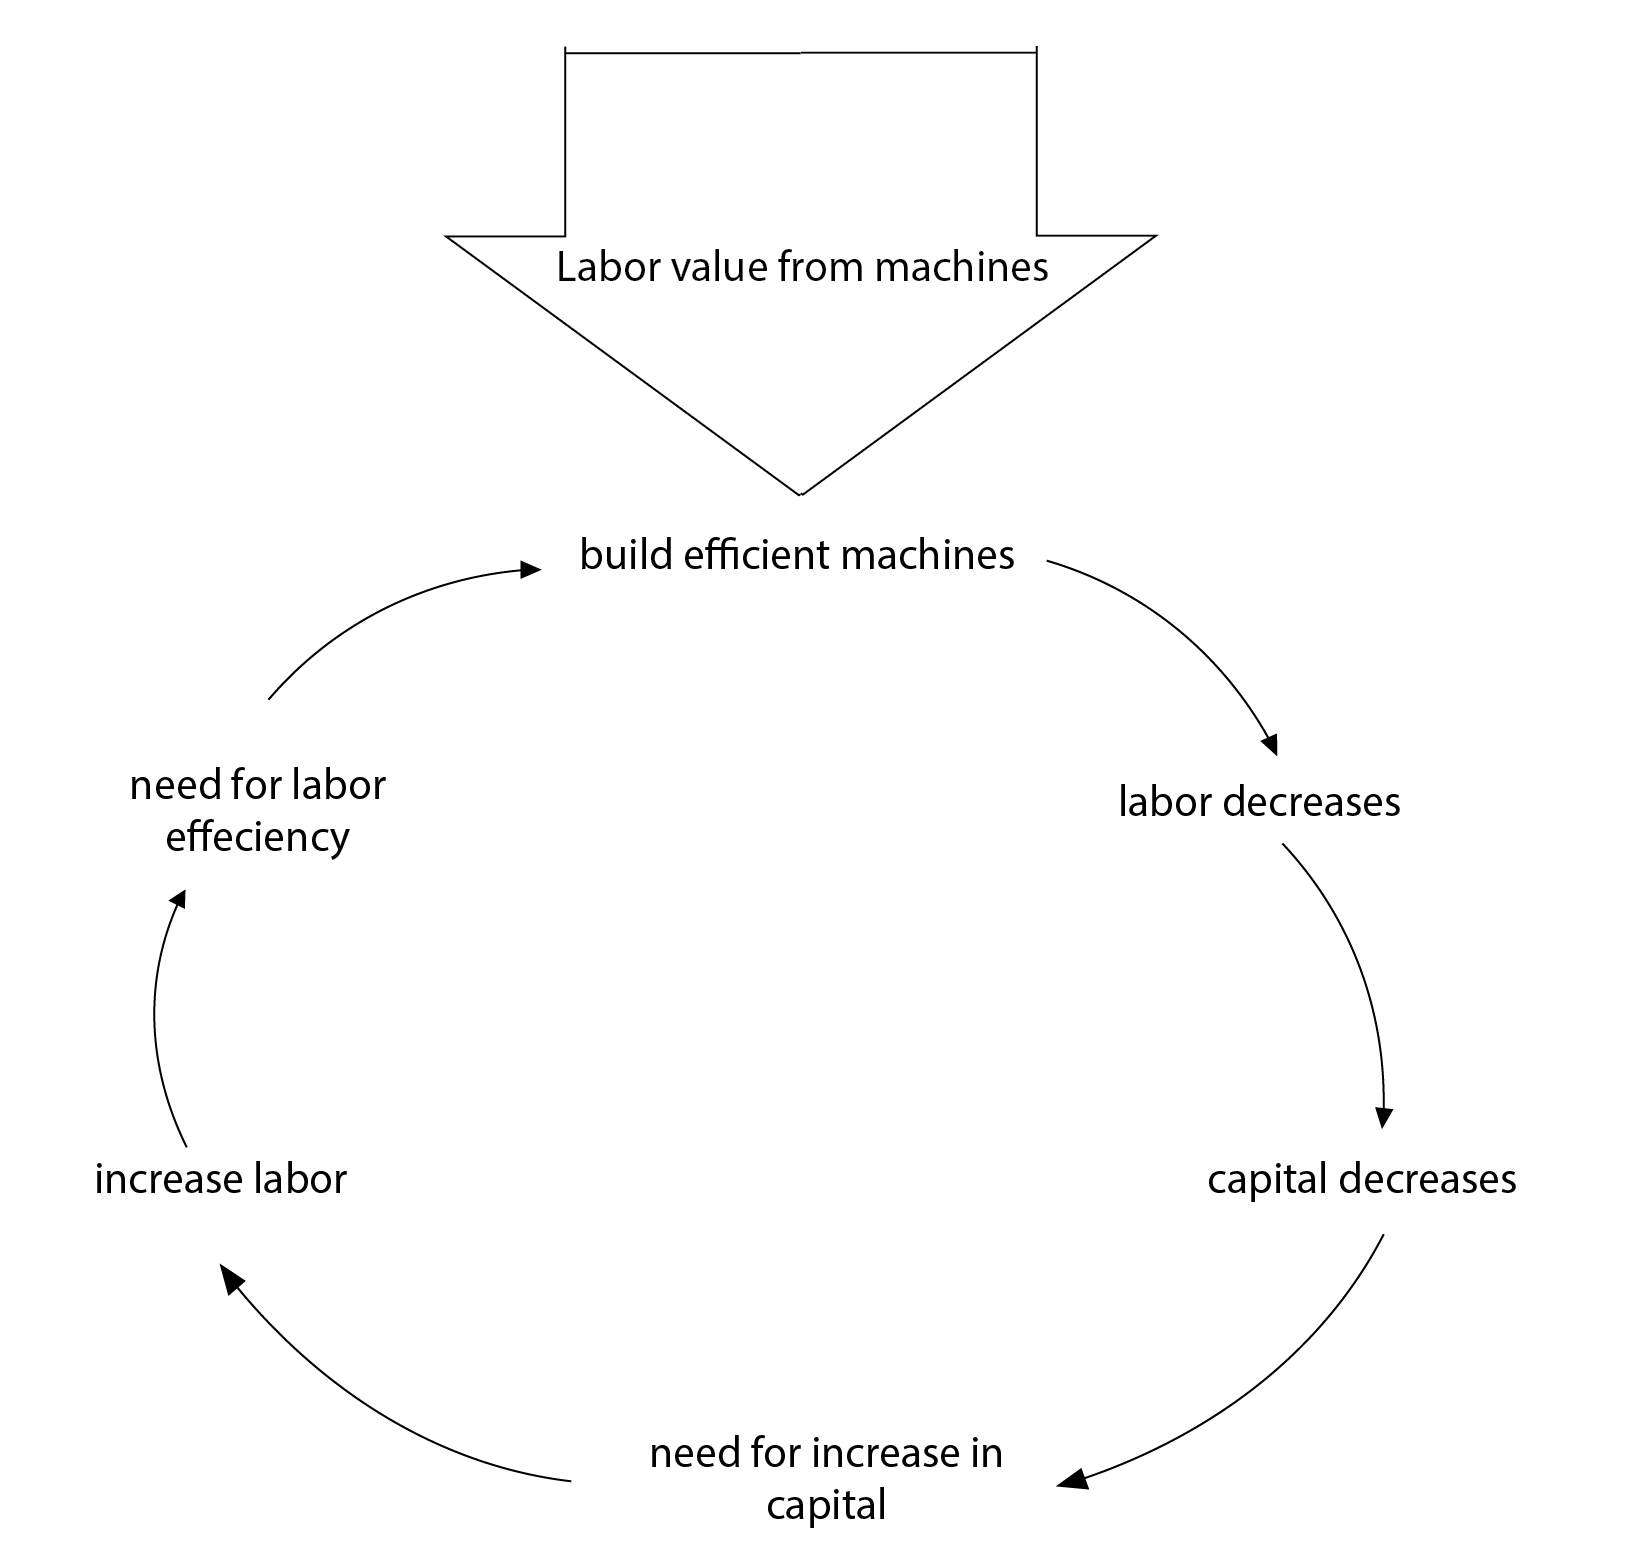 Labor value from machines
build efficient machines
labor decreases
capital decreases
need for increase in
capital
increase labor
need for labor
effeciency